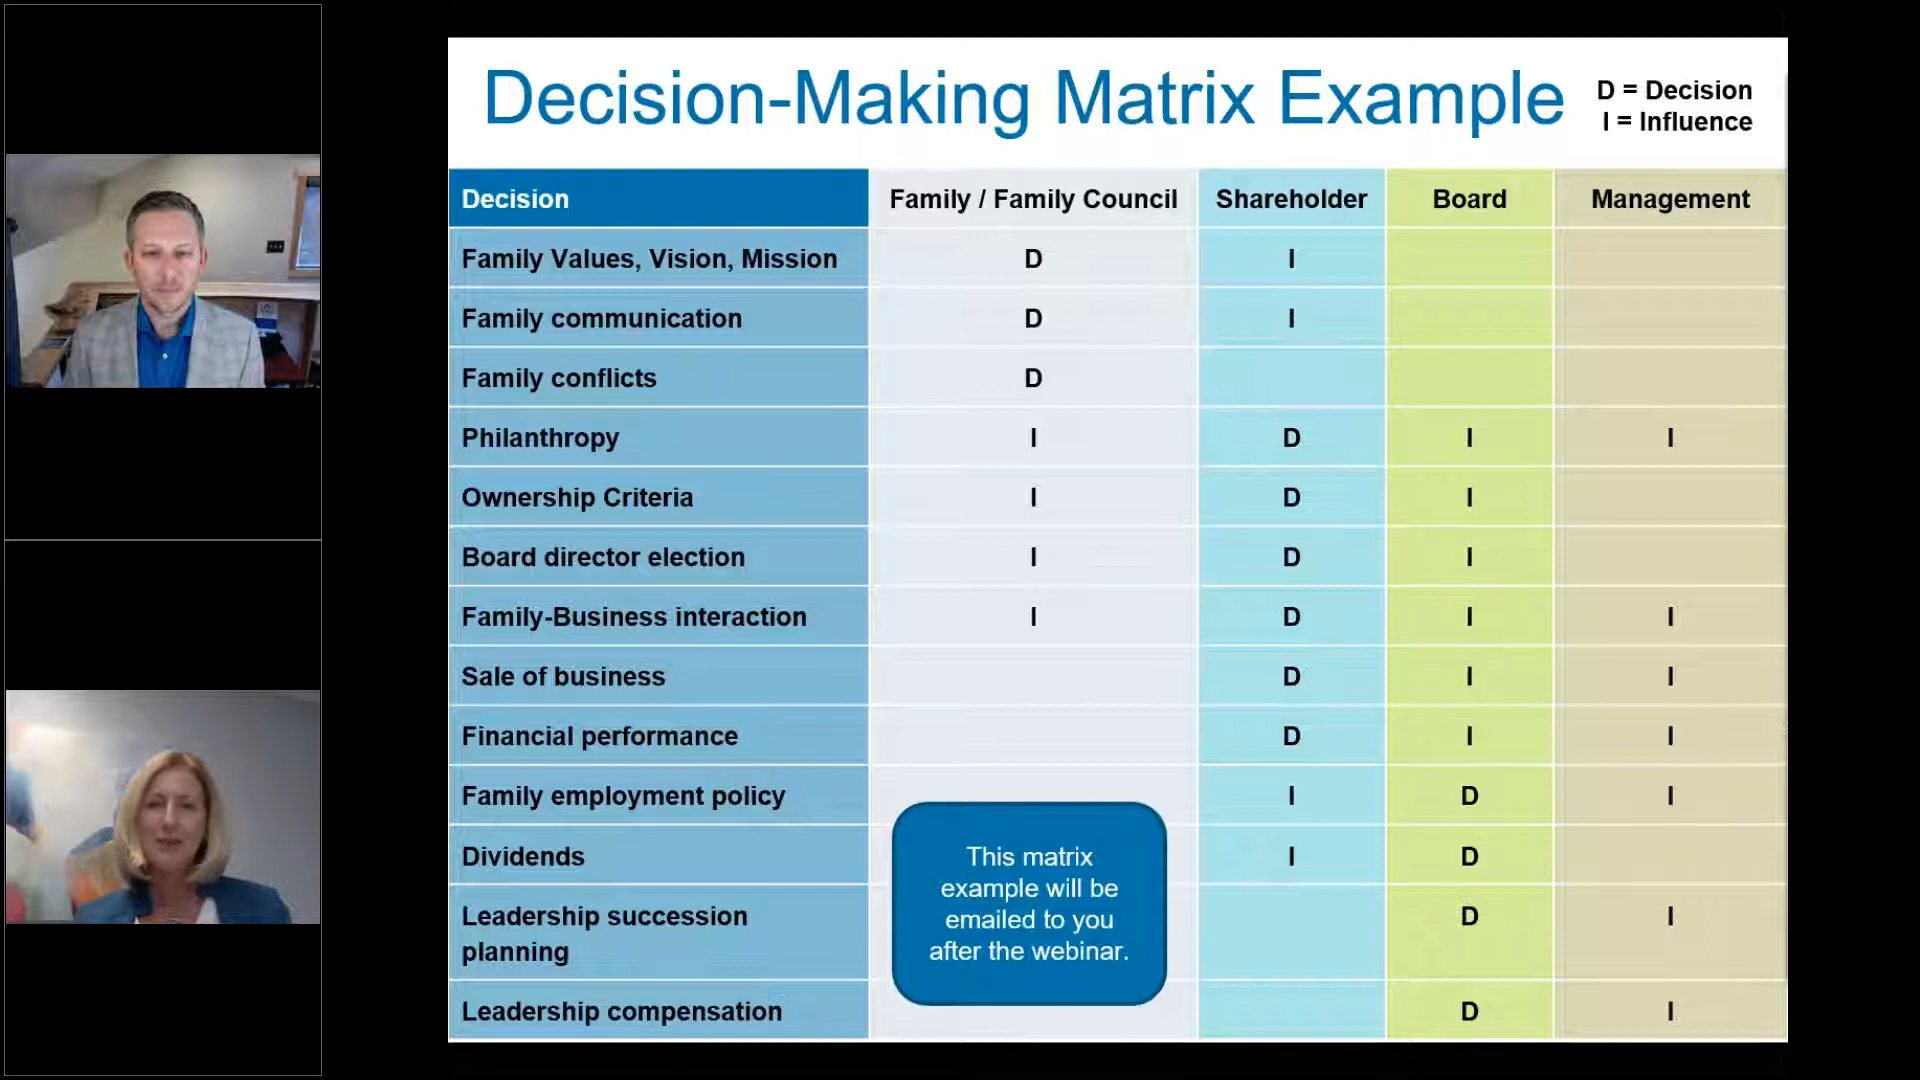 Decision-Making Matrix Example
D = Decision
I = Influence
Decision Family / Family Council Shareholder Board Management
Family Values, Vision, Mission D I
Family communication D I
Family conflicts D
Philanthropy I D I I
Ownership Criteria I D I
Board director election I D I
Family-Business interaction I D I I
Sale of business D I I
Financial performance D I I
Family employment policy I D I
Dividends I D
Leadership succession D I
planning
Leadership compensation D I
This matrix
example will be
emailed to you
after the webinar.